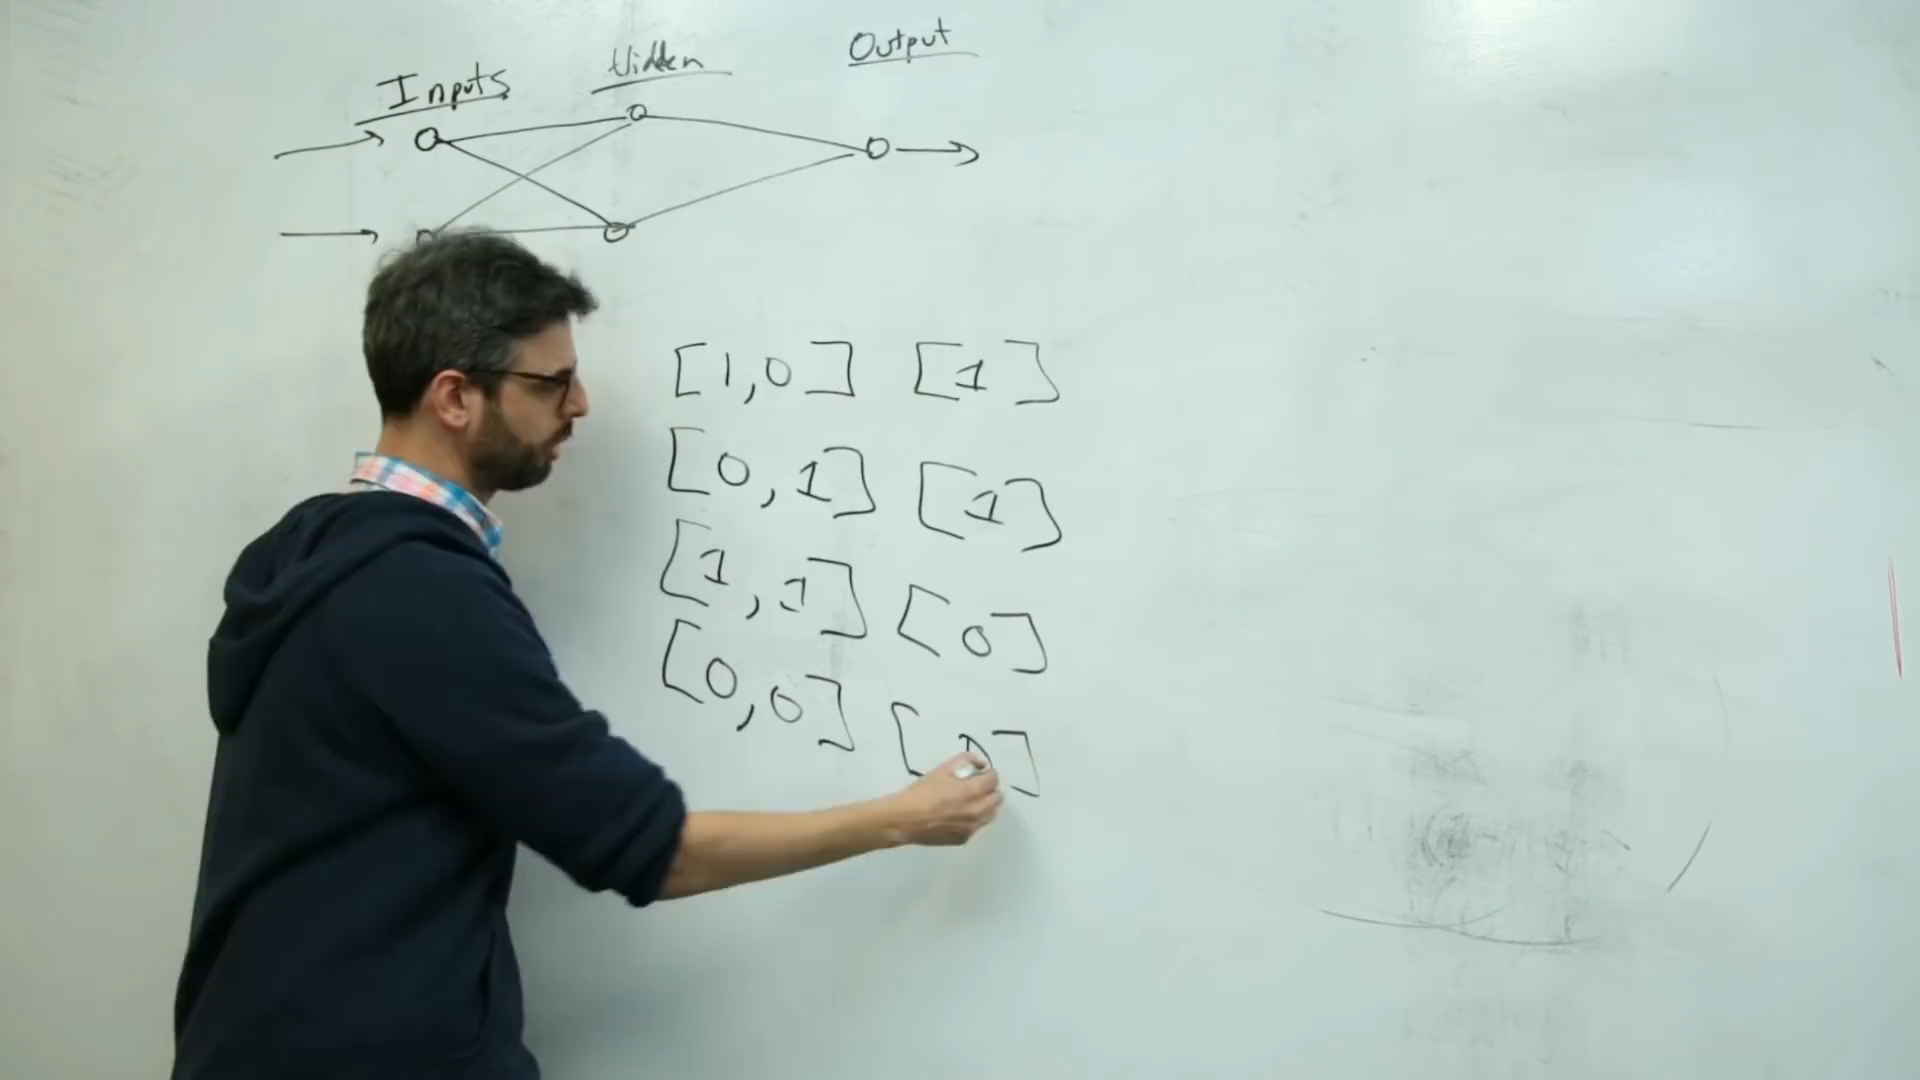 Inputs Hidden Output
[1,0] [1]
[0,1] [1]
[1,1] [0]
[0,0] [0]